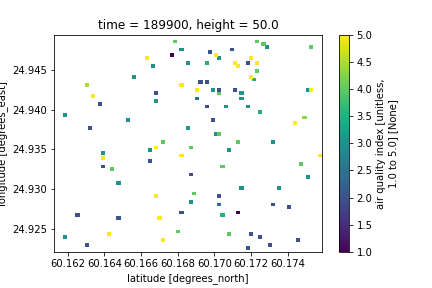 time = 189900, height = 50.0
24.945
24.940
24.935
24.930
24.925
longitude [degrees_east]
60.162 60.164 60.166 60.168 60.170 60.172 60.174
latitude [degrees_north]
5.0
4.5
4.0
3.5
3.0
2.5
2.0
1.5
1.0
air quality index [unitless,
1.0 to 5.0] [None]